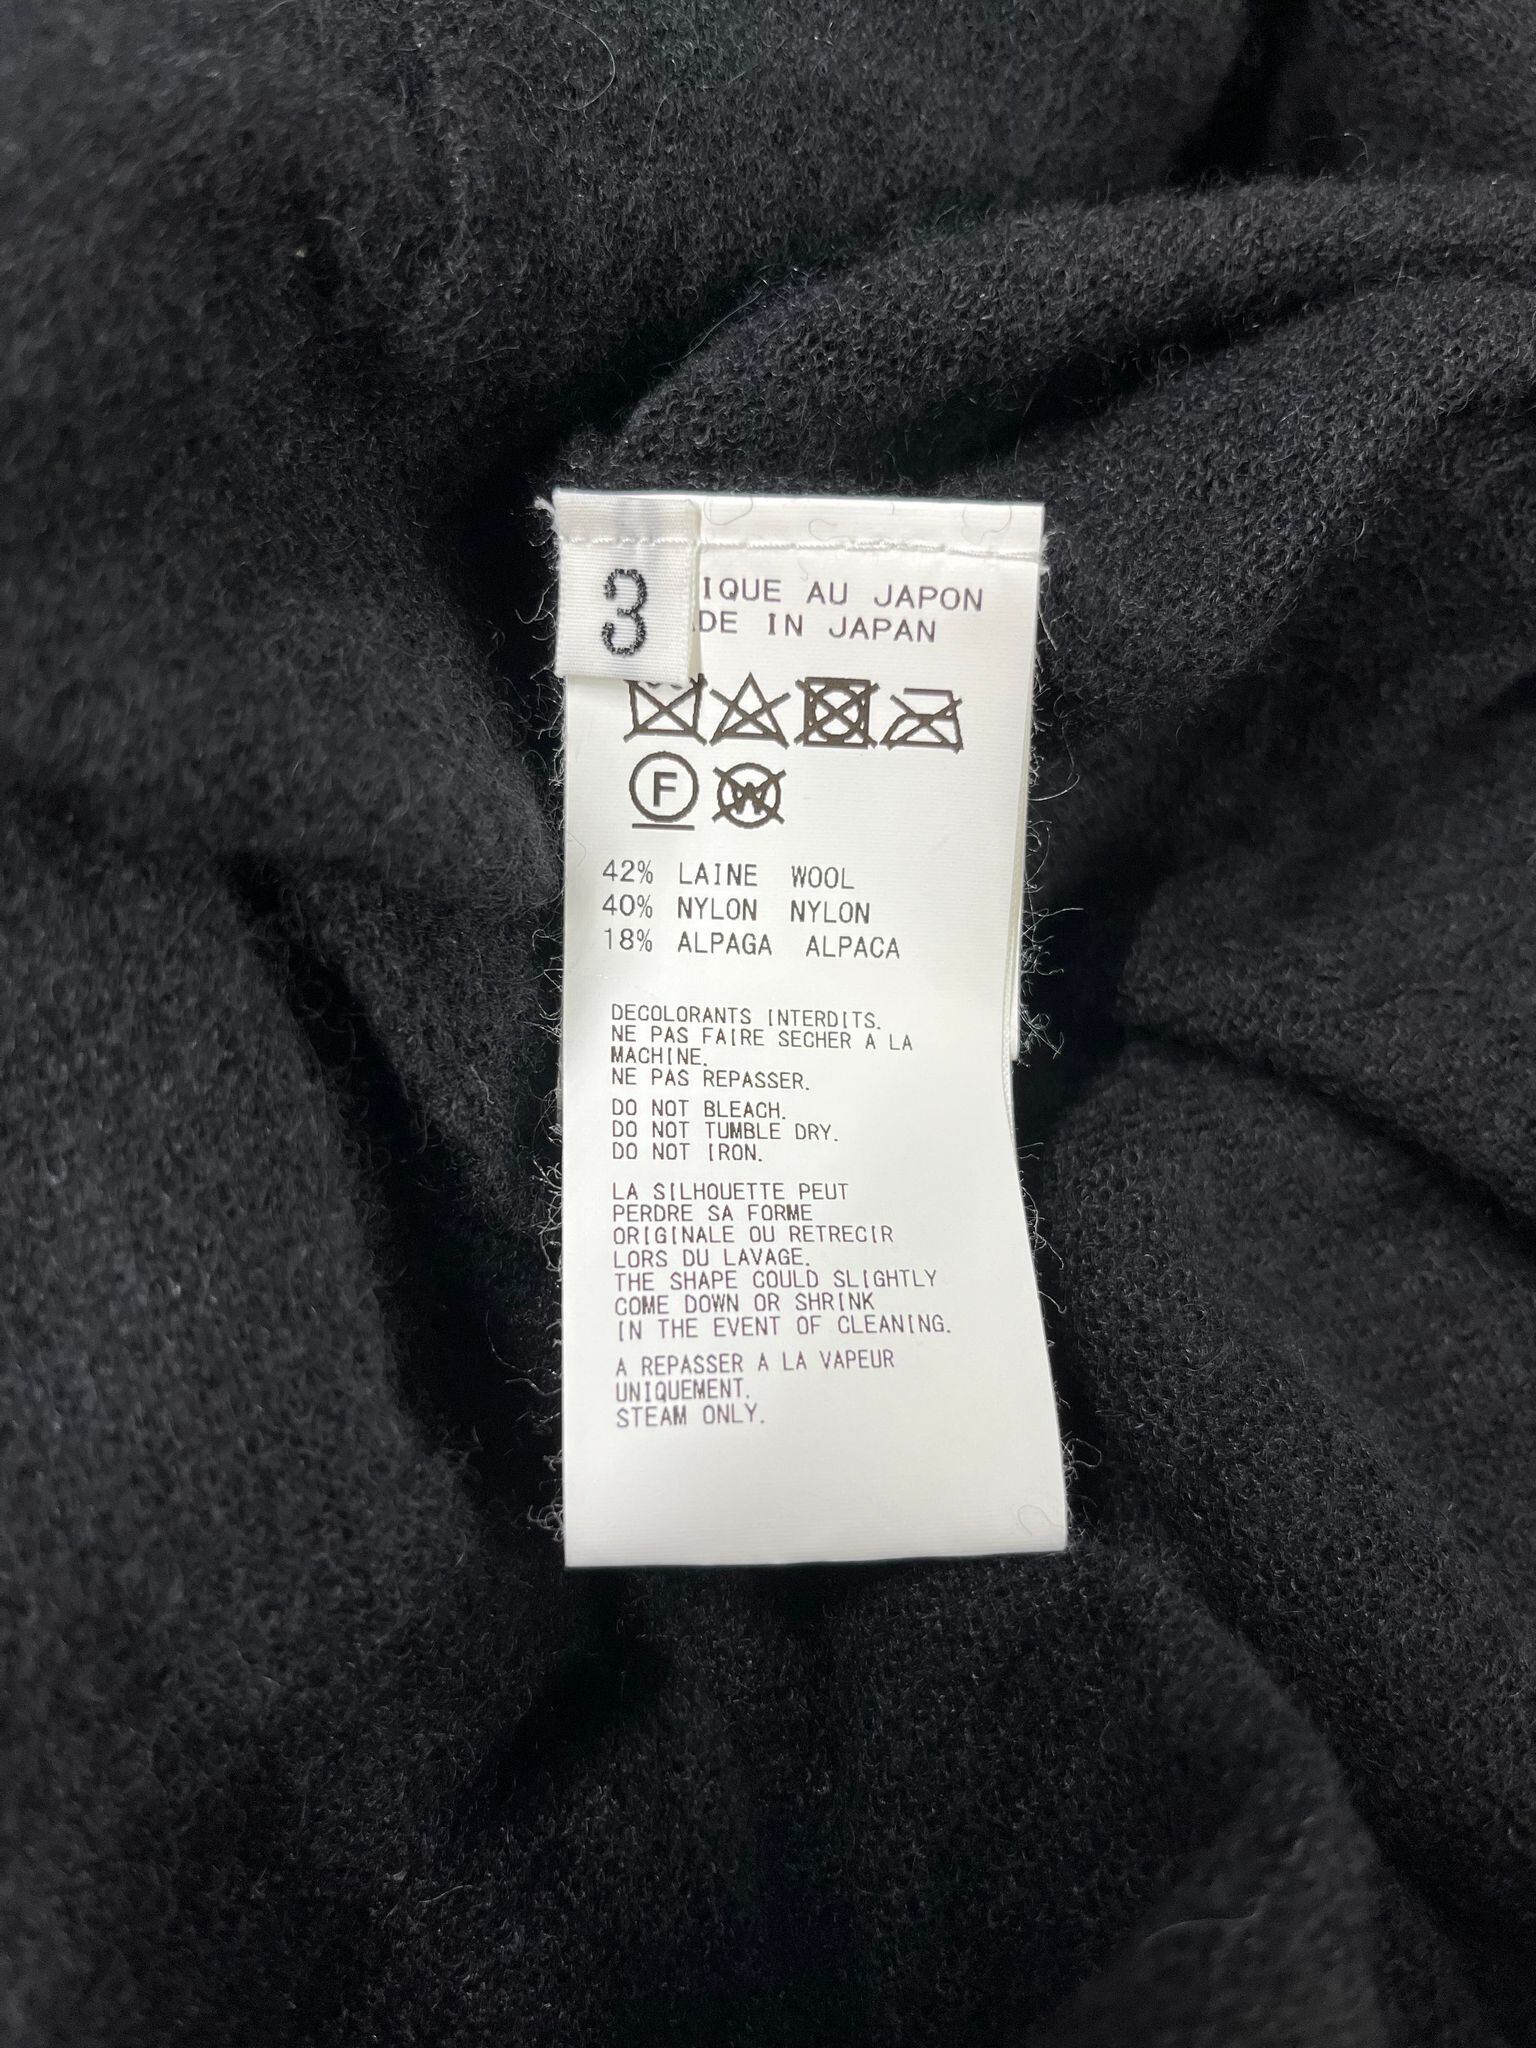 3
IQUE AU JAPON
DE IN JAPAN
F
W
42% LAINE WOOL
40% NYLON NYLON
18% ALPAGA ALPACA
DECOLORANTS INTERDITS.
NE PAS FAIRE SECHER A LA
MACHINE.
NE PAS REPASSER.
DO NOT BLEACH.
DO NOT TUMBLE DRY.
DO NOT IRON.
LA SILHOUETTE PEUT
PERDRE SA FORME
ORIGINALE OU RETRECIR
LORS DU LAVAGE.
THE SHAPE COULD SLIGHTLY
COME DOWN OR SHRINK
IN THE EVENT OF CLEANING.
A REPASSER A LA VAPEUR
UNIQUEMENT.
STEAM ONLY.